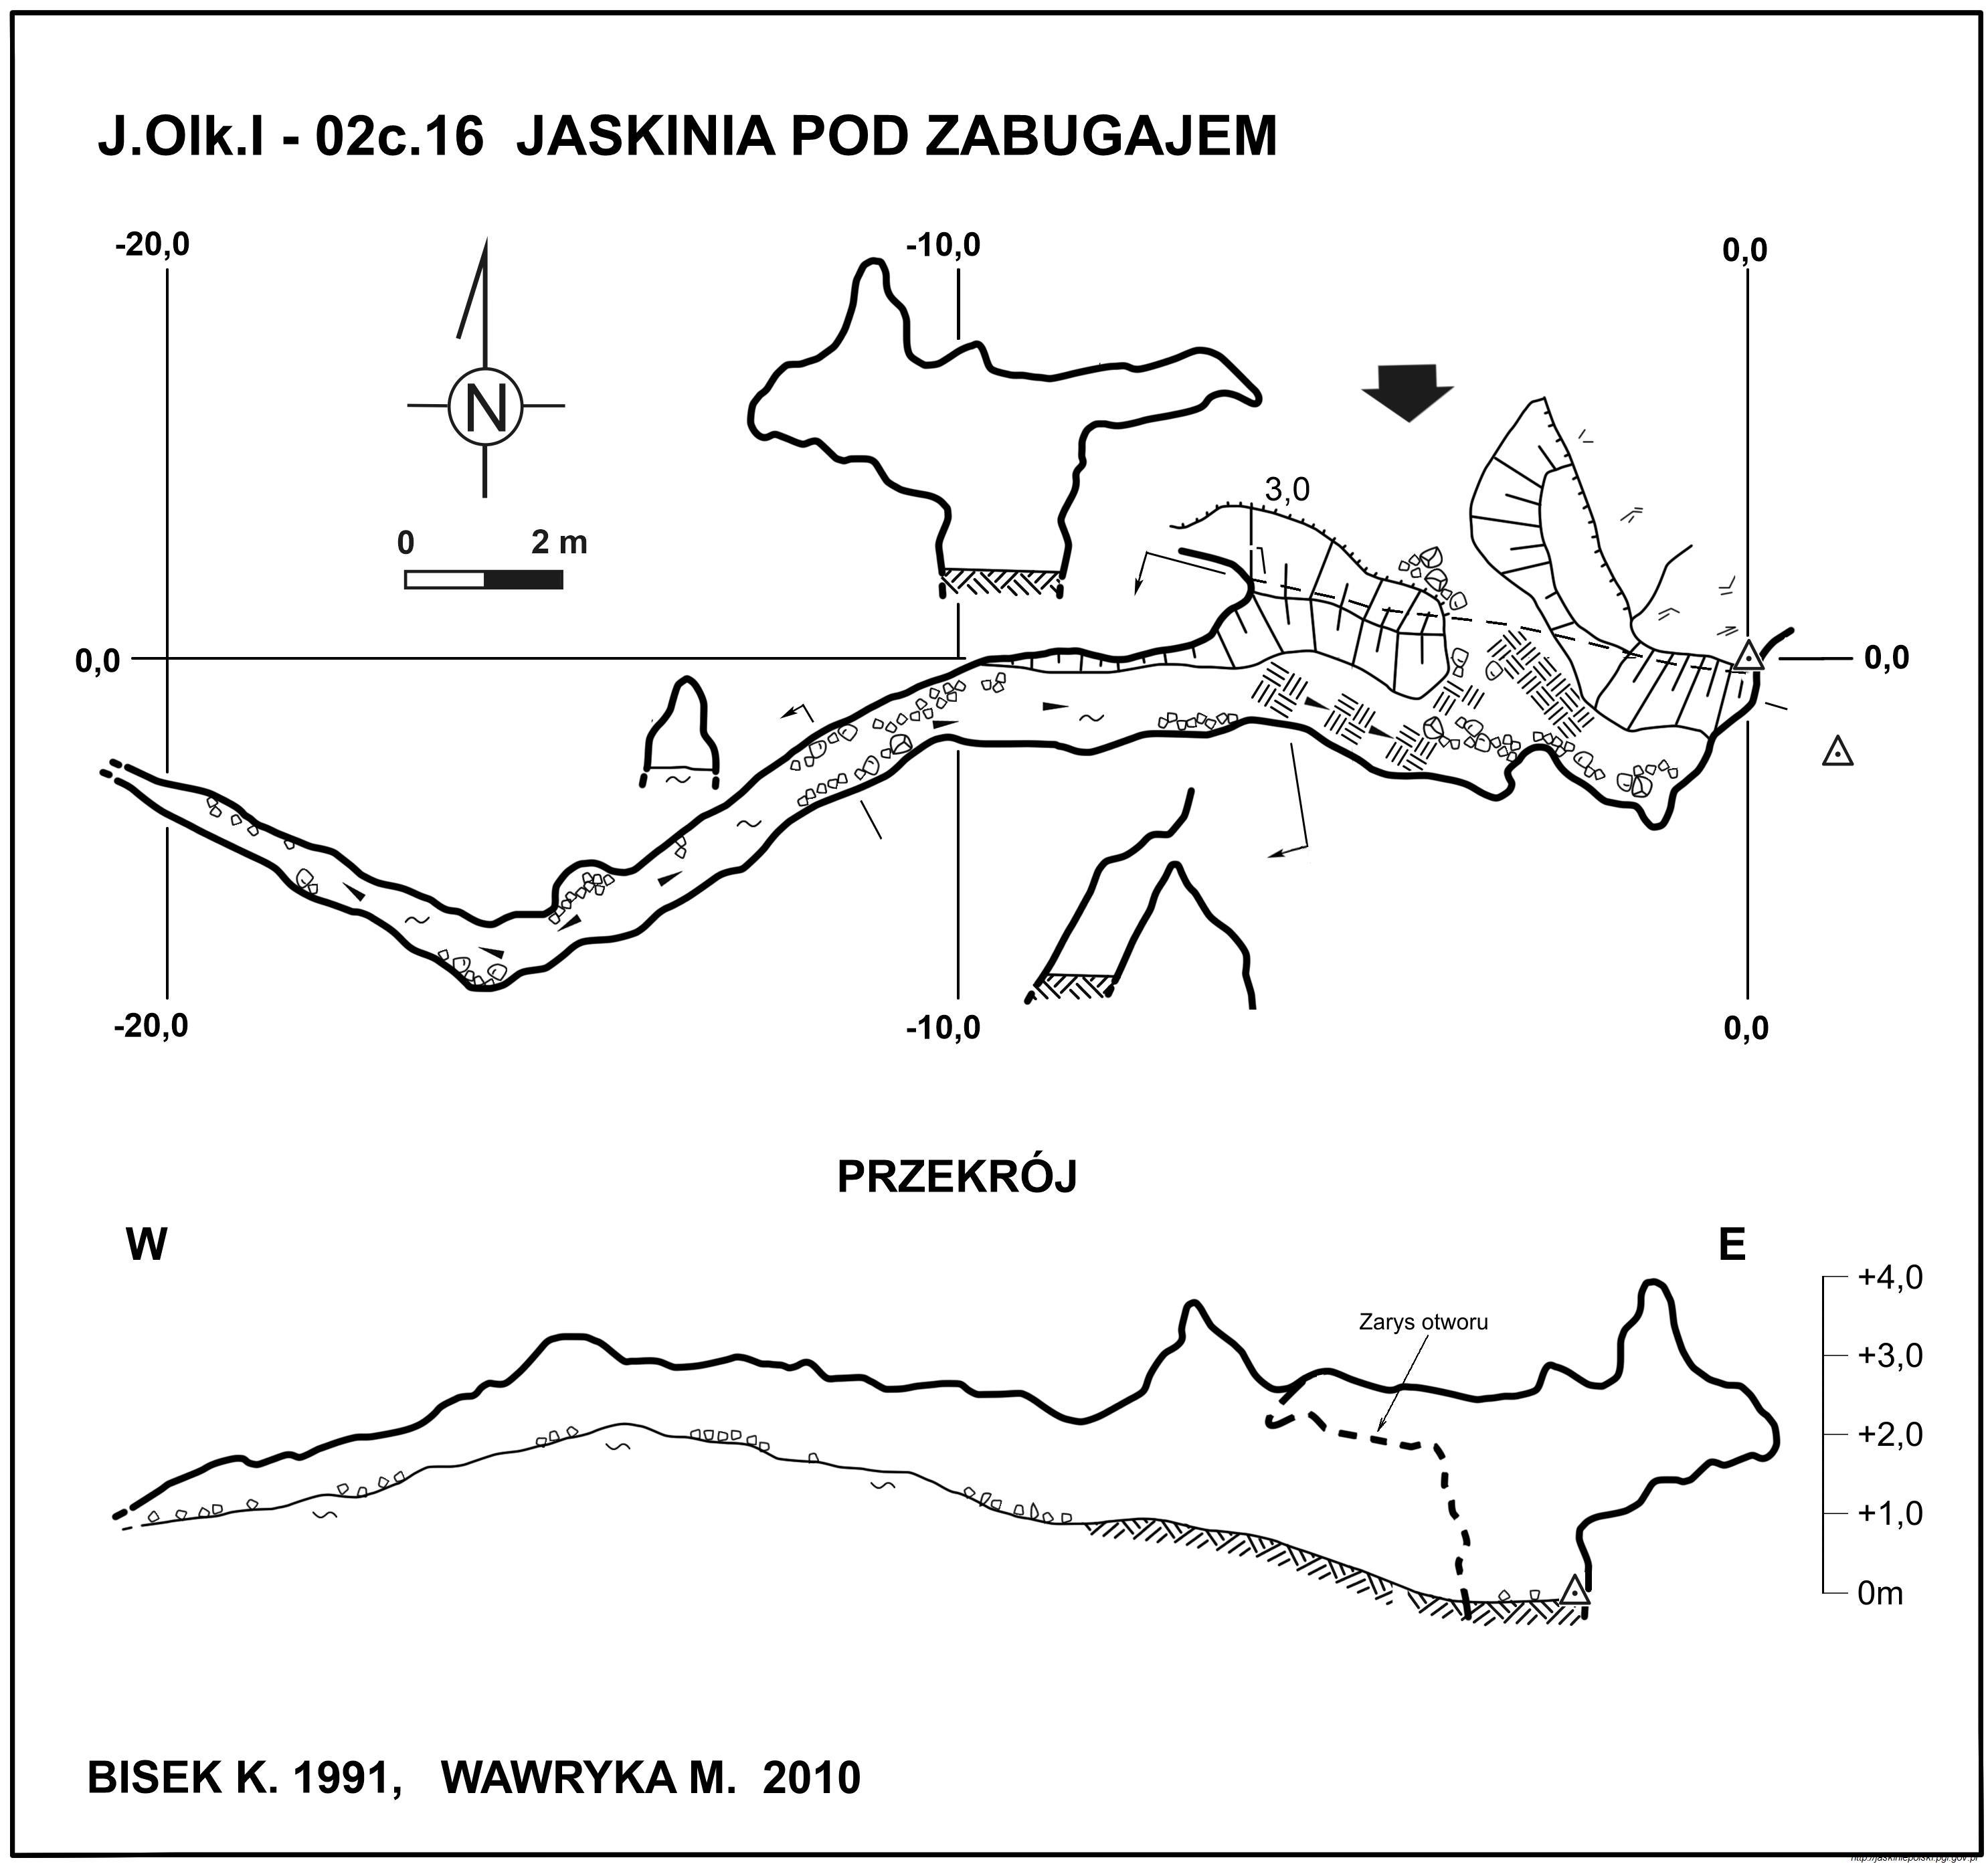 J.Olk.I - 02c.16 JASKINIA POD ZABUGAJEM
-20,0
-10,0
0,0
N
0
2 m
3,0
0,0
0,0
-20,0
-10,0
0,0
PRZEKRÓJ
W
E
Zarys otworu
+4,0
+3,0
+2,0
+1,0
0m
BISEK K. 1991, WAWRYKA M. 2010
http://jaskiniepolski.pgi.gov.pl